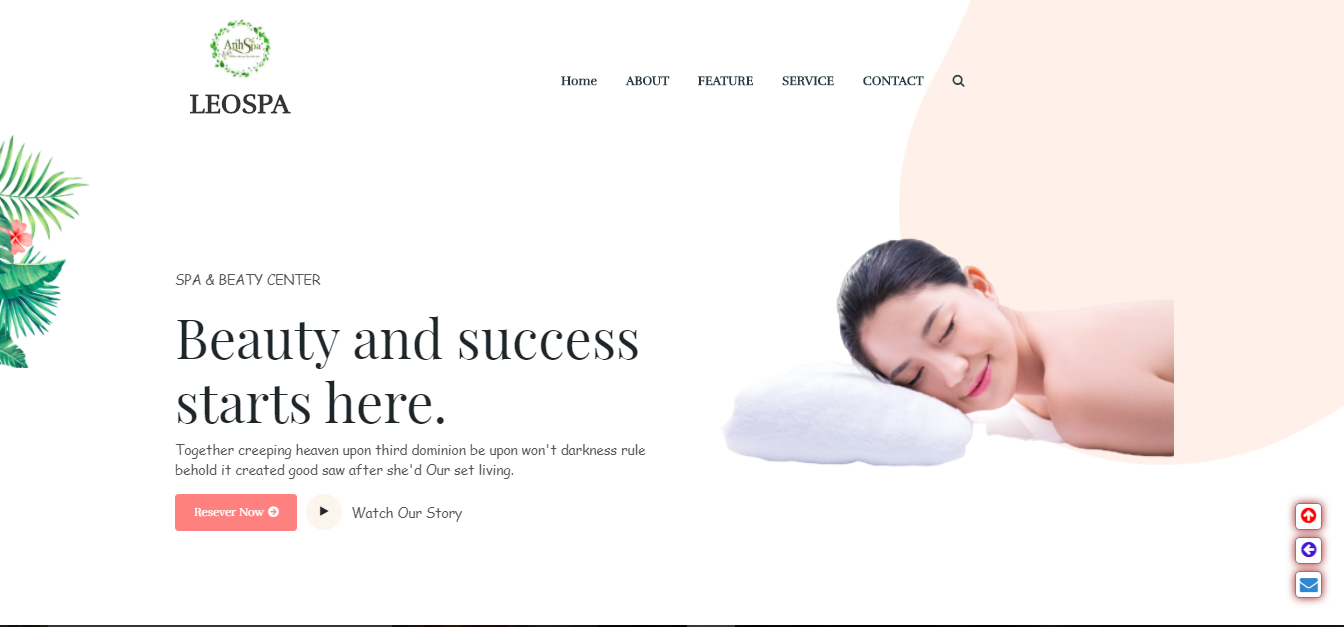 AnhSpa
LEOSPA
Home ABOUT FEATURE SERVICE CONTACT
SPA & BEATY CENTER
Beauty and success
starts here.
Together creeping heaven upon third dominion be upon won't darkness rule
behold it created good saw after she'd Our set living.
Resever Now
Watch Our Story